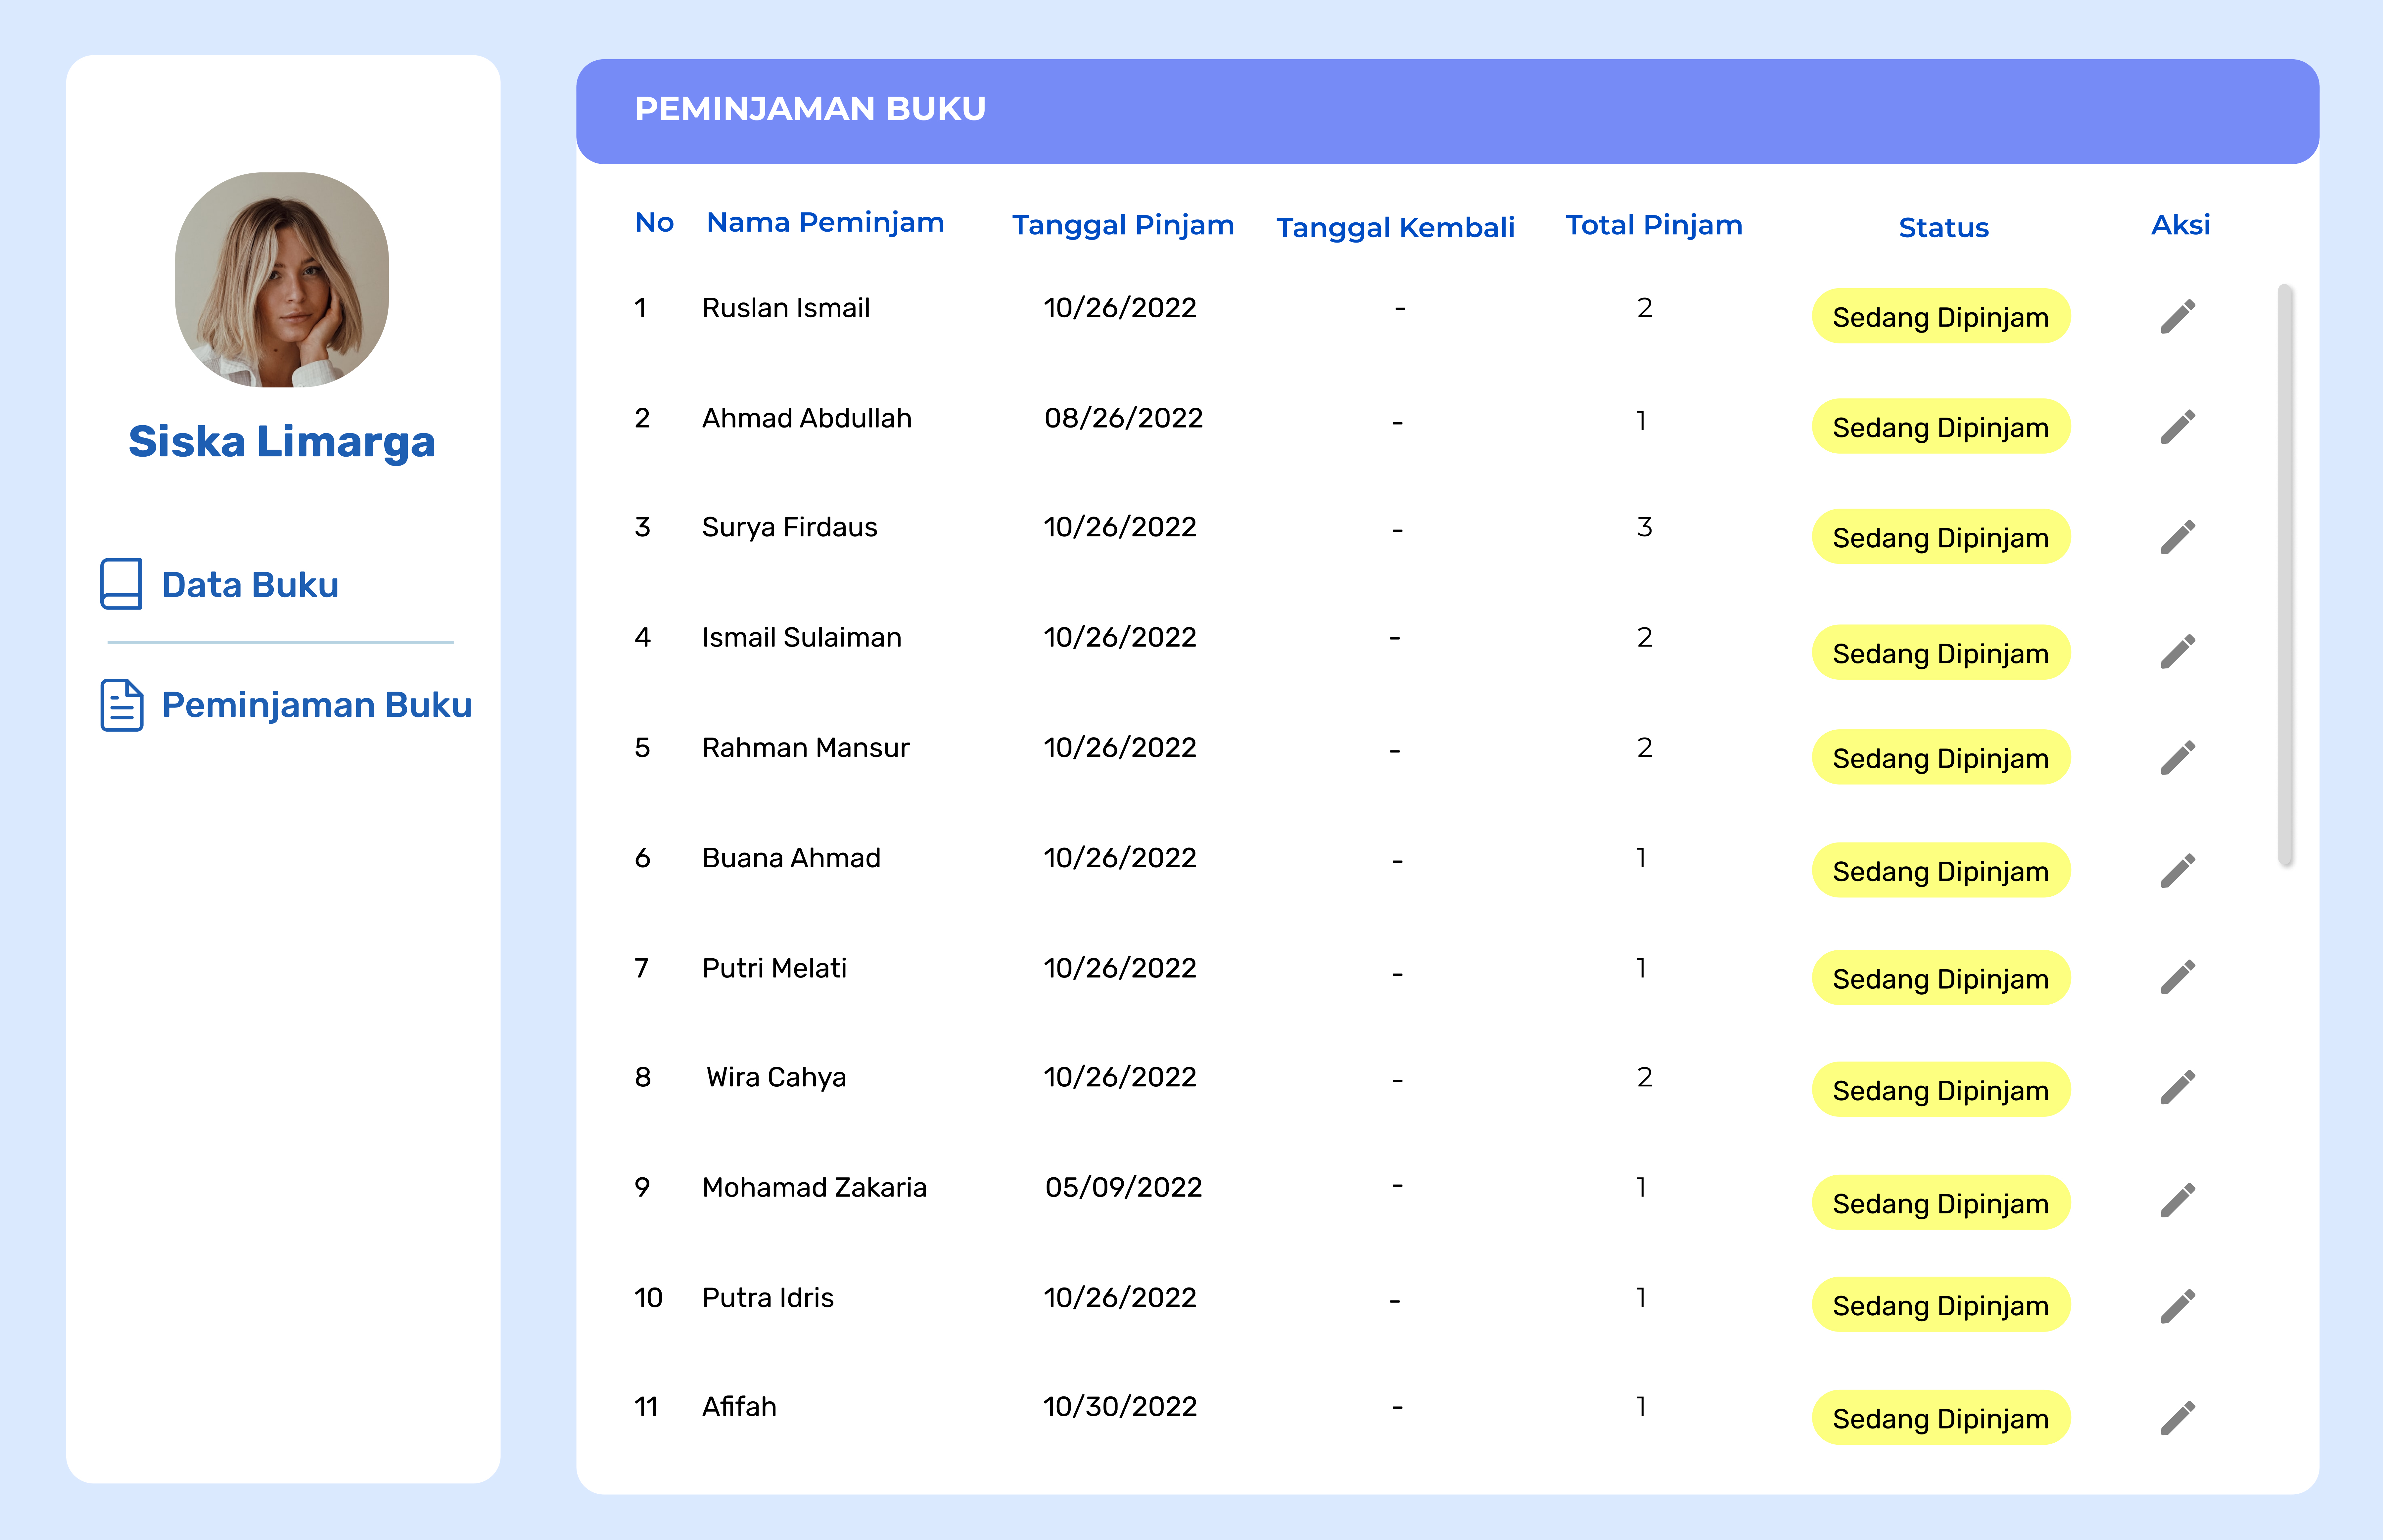 Siska Limarga
Data Buku
Peminjaman Buku
PEMINJAMAN BUKU
No Nama Peminjam Tanggal Pinjam Tanggal Kembali Total Pinjam Status Aksi
1 Ruslan Ismail 10/26/2022 - 2 Sedang Dipinjam
2 Ahmad Abdullah 08/26/2022 - 1 Sedang Dipinjam
3 Surya Firdaus 10/26/2022 - 3 Sedang Dipinjam
4 Ismail Sulaiman 10/26/2022 - 2 Sedang Dipinjam
5 Rahman Mansur 10/26/2022 - 2 Sedang Dipinjam
6 Buana Ahmad 10/26/2022 - 1 Sedang Dipinjam
7 Putri Melati 10/26/2022 - 1 Sedang Dipinjam
8 Wira Cahya 10/26/2022 - 2 Sedang Dipinjam
9 Mohamad Zakaria 05/09/2022 - 1 Sedang Dipinjam
10 Putra Idris 10/26/2022 - 1 Sedang Dipinjam
11 Afifah 10/30/2022 - 1 Sedang Dipinjam